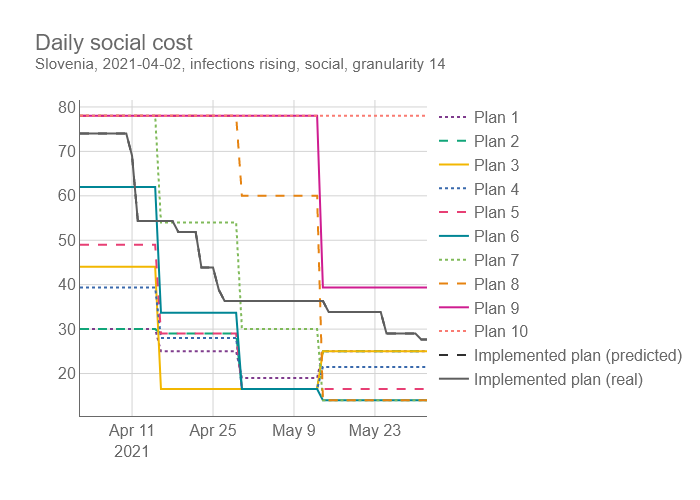 Daily social cost
Slovenia, 2021-04-02, infections rising, social, granularity 14
80
70
60
50
40
30
20
Apr 11
2021
Apr 25
May 9
May 23
Plan 1
Plan 2
Plan 3
Plan 4
Plan 5
Plan 6
Plan 7
Plan 8
Plan 9
Plan 10
Implemented plan (predicted)
Implemented plan (real)